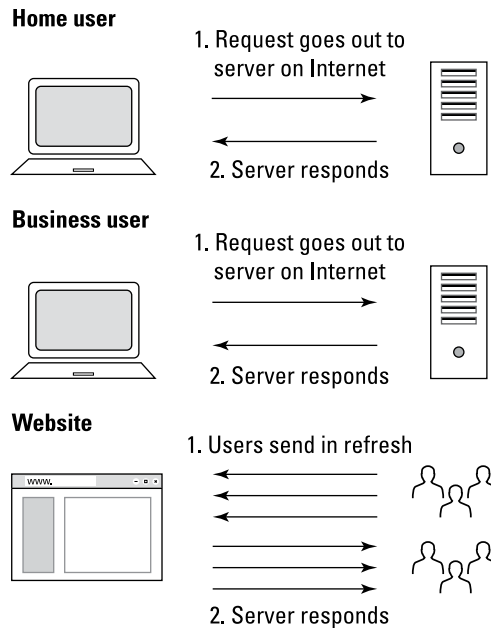 Home user
1. Request goes out to
server on Internet
2. Server responds
Business user
1. Request goes out to
server on Internet
2. Server responds
Website
1. Users send in refresh
www.
2. Server responds